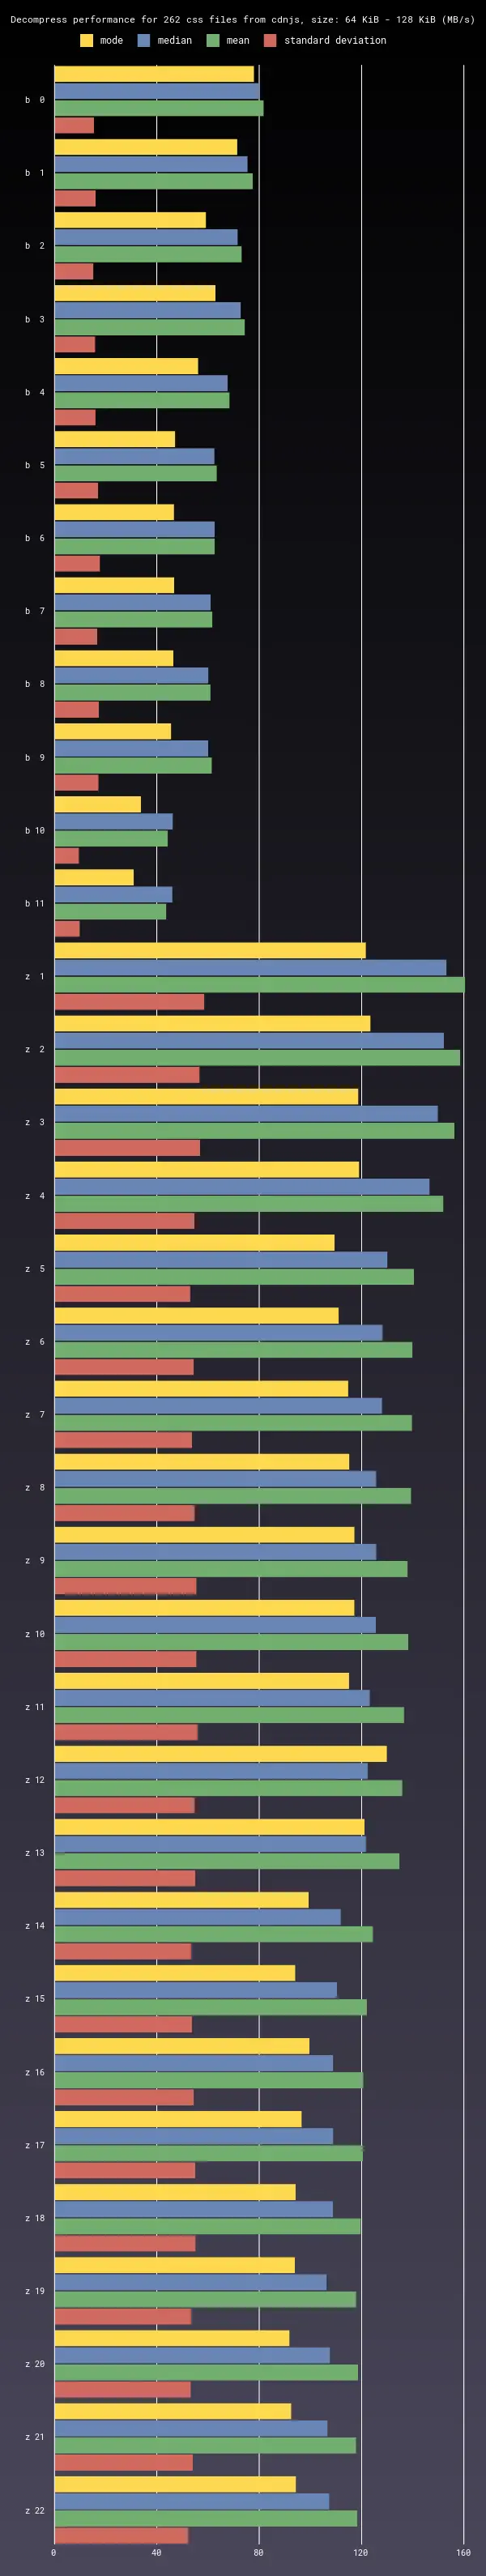 Decompress performance for 262 css files from cdnjs, size: 64 KiB - 128 KiB (MB/s)
mode median mean standard deviation
b 0
b 1
b 2
b 3
b 4
b 5
b 6
b 7
b 8
b 9
b 10
b 11
z 1
z 2
z 3
z 4
z 5
z 6
z 7
z 8
z 9
z 10
z 11
z 12
z 13
z 14
z 15
z 16
z 17
z 18
z 19
z 20
z 21
z 22
0 40 80 120 160